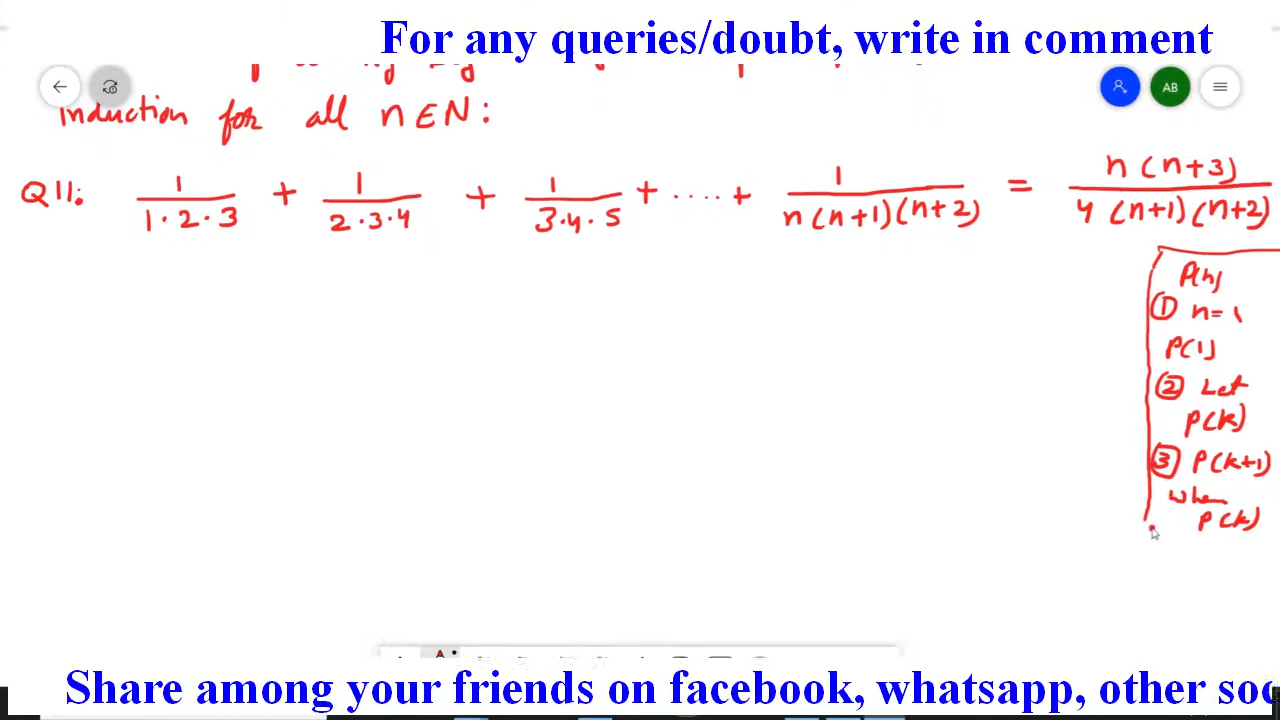 For any queries/doubt, write in comment
AB
induction for all n ∈ N:
Q11: 1/(1·2·3) + 1/(2·3·4) + 1/(3·4·5) + ..... + 1/(n(n+1)(n+2)) = n(n+3)/(4(n+1)(n+2))
P(n)
① n=1
P(1)
② Let
P(k)
③ P(k+1)
when
P(k)
Share among your friends on facebook, whatsapp, other soc